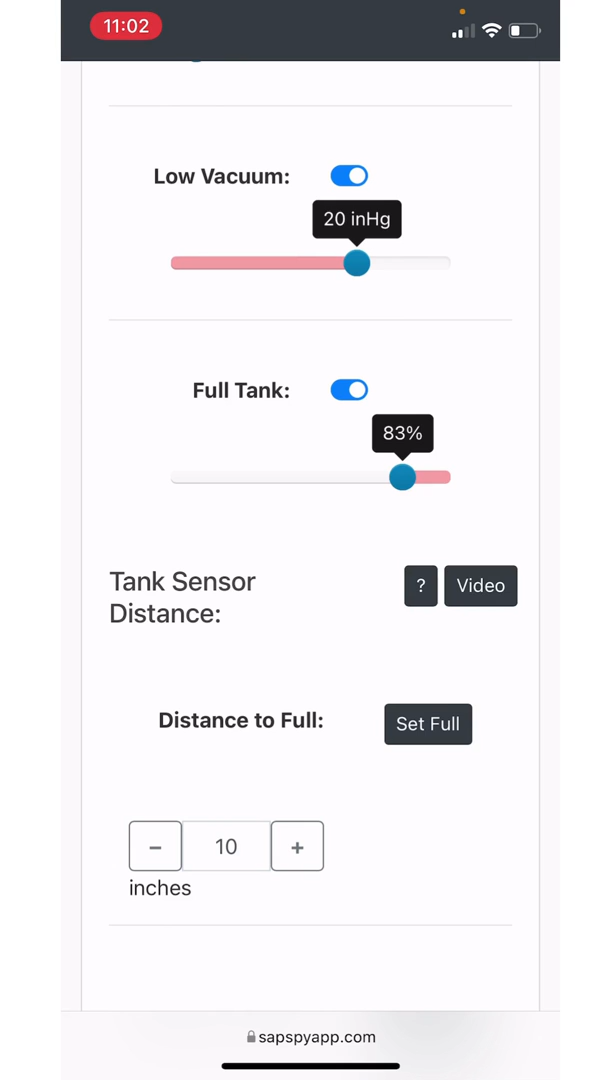 11:02
Low Vacuum:
20 inHg
Full Tank:
83%
Tank Sensor
Distance:
?
Video
Distance to Full:
Set Full
−
10
+
inches
sapspyapp.com